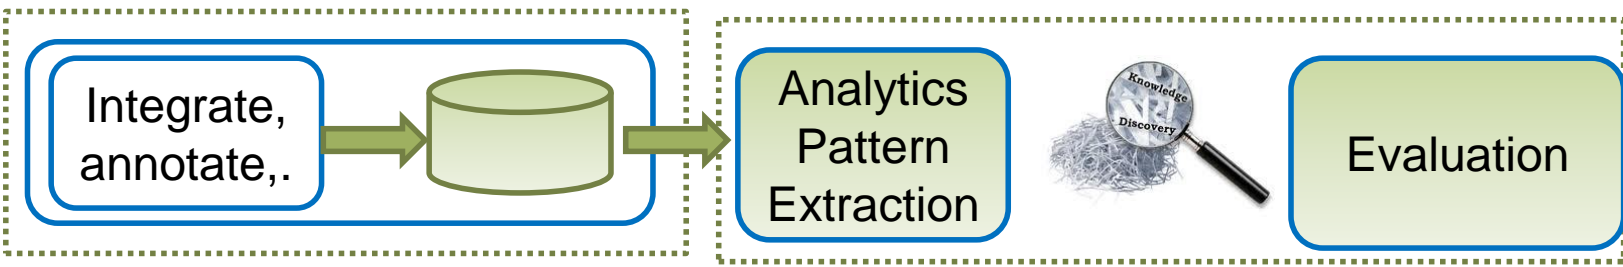 Integrate,
annotate,.
Analytics
Pattern
Extraction
Knowledge
Discovery
Evaluation